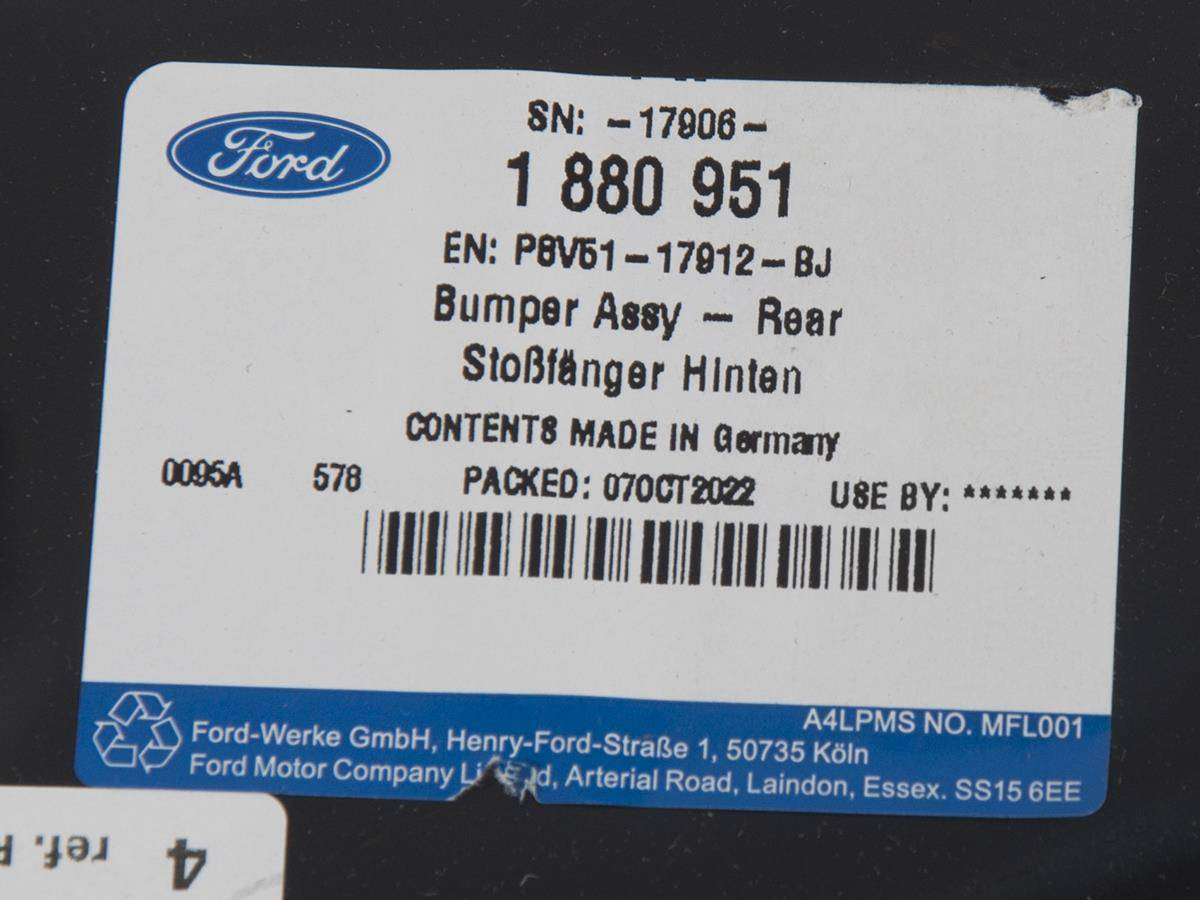 Ford
SN: -17906-
1 880 951
EN: P8V51-17912-BJ
Bumper Assy - Rear
Stoßfänger Hinten
CONTENTS MADE IN Germany
0095A 578 PACKED: 07OCT2022 USE BY: *******
A4LPMS NO. MFL001
Ford-Werke GmbH, Henry-Ford-Straße 1, 50735 Köln
Ford Motor Company Arterial Road, Laindon, Essex. SS15 6EE
4
ref.